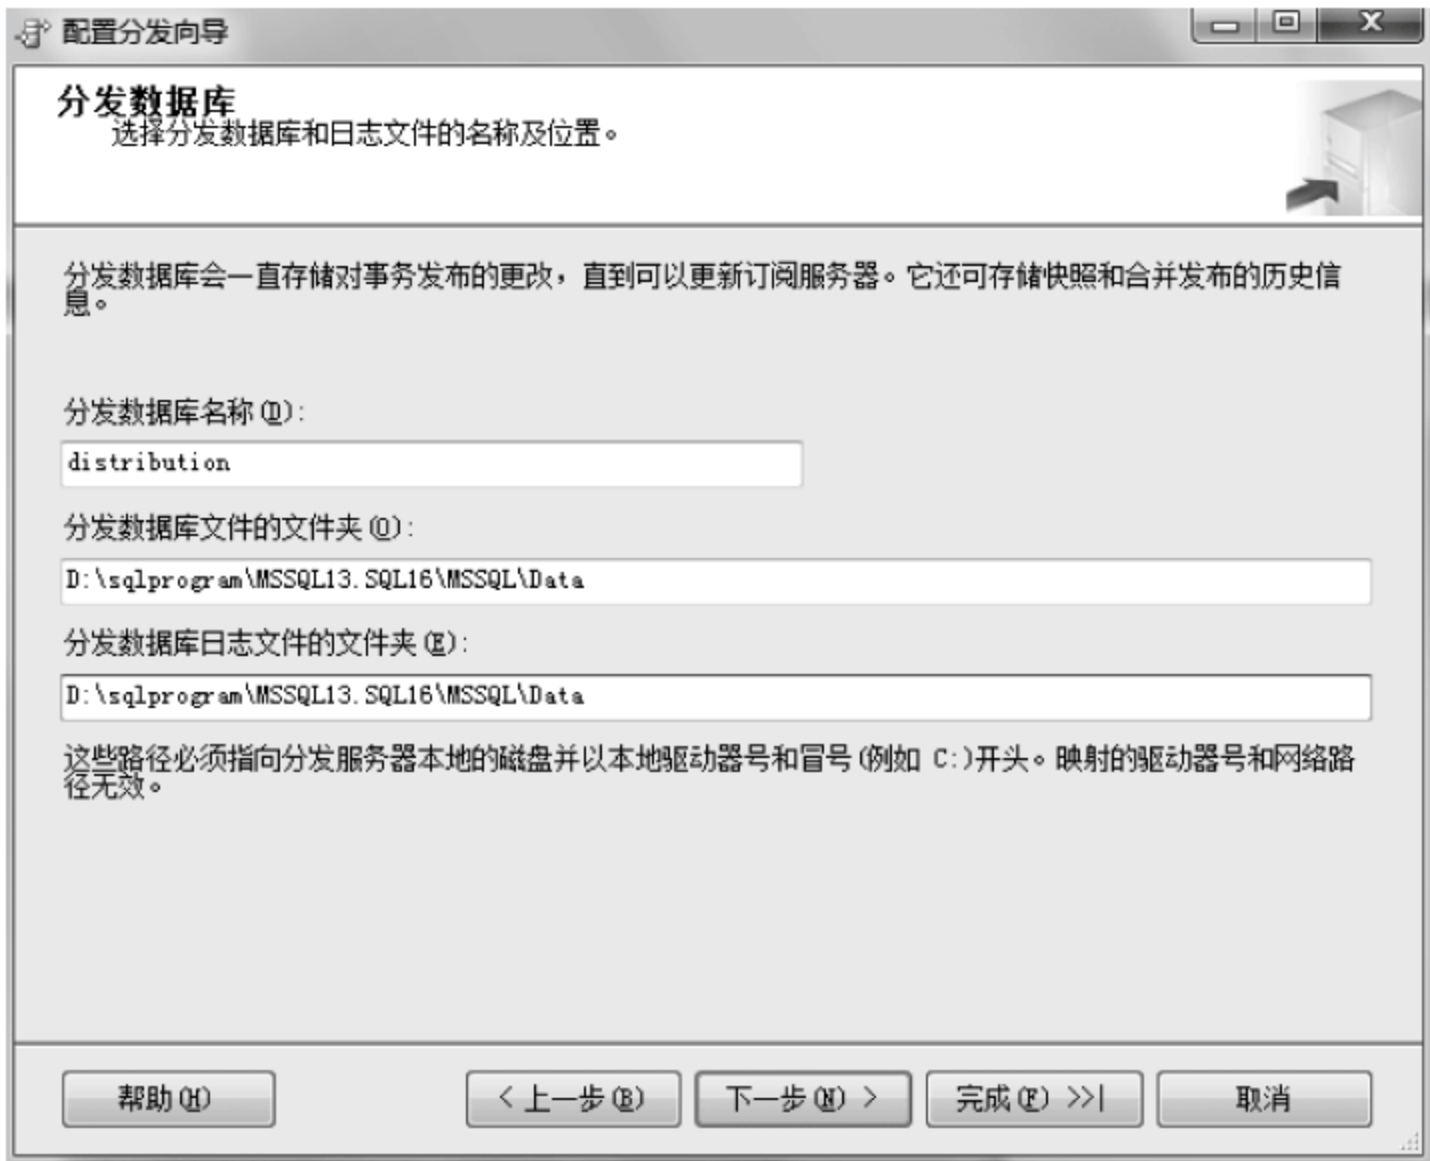 配置分发向导
分发数据库
选择分发数据库和日志文件的名称及位置。
分发数据库会一直存储对事务发布的更改，直到可以更新订阅服务器。它还可存储快照和合并发布的历史信
息。
分发数据库名称(D):
distribution
分发数据库文件的文件夹(O):
D:\sqlprogram\MSSQL13.SQL16\MSSQL\Data
分发数据库日志文件的文件夹(E):
D:\sqlprogram\MSSQL13.SQL16\MSSQL\Data
这些路径必须指向分发服务器本地的磁盘并以本地驱动器号和冒号(例如 C:)开头。映射的驱动器号和网络路
径无效。
帮助(H) < 上一步(B) 下一步(N) > 完成(F) >>| 取消